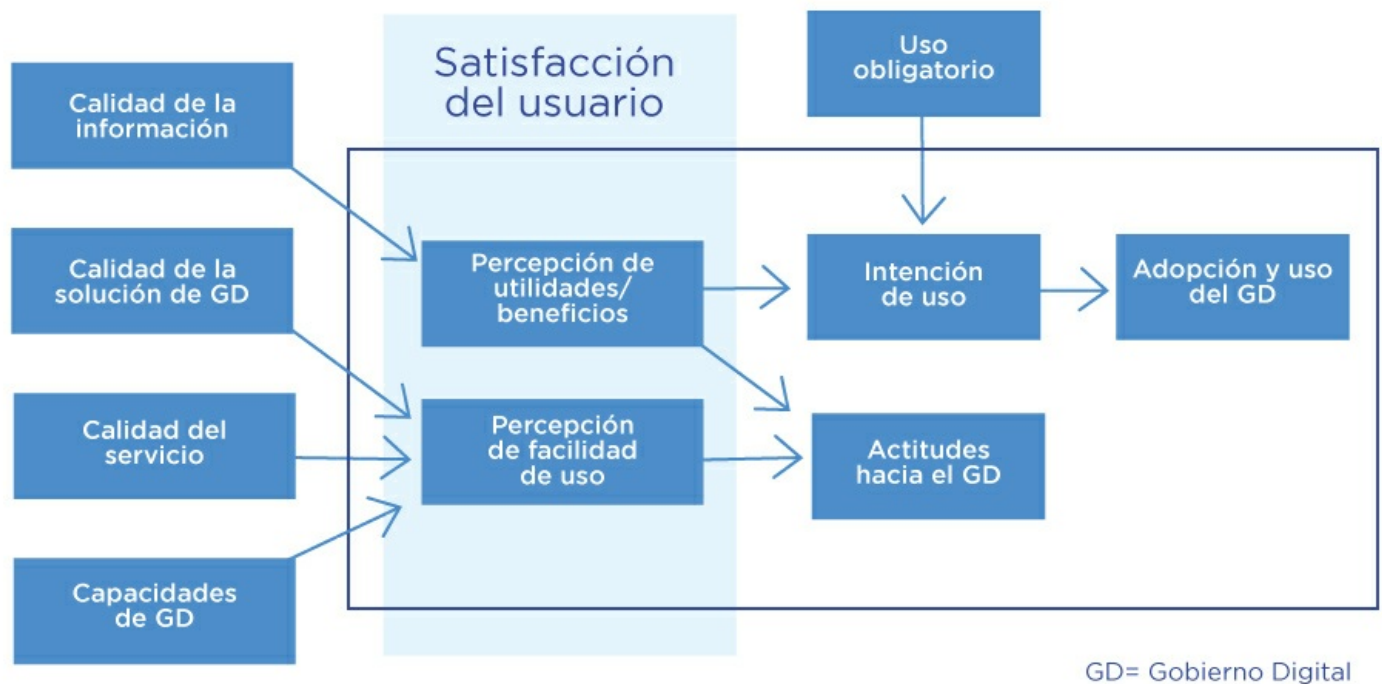 Satisfacción
del usuario
Uso
obligatorio
Calidad de la
información
Calidad de la
solución de GD
Calidad del
servicio
Capacidades
de GD
Percepción de
utilidades/
beneficios
Percepción
de facilidad
de uso
Intención
de uso
Actitudes
hacia el GD
Adopción y uso
del GD
GD= Gobierno Digital